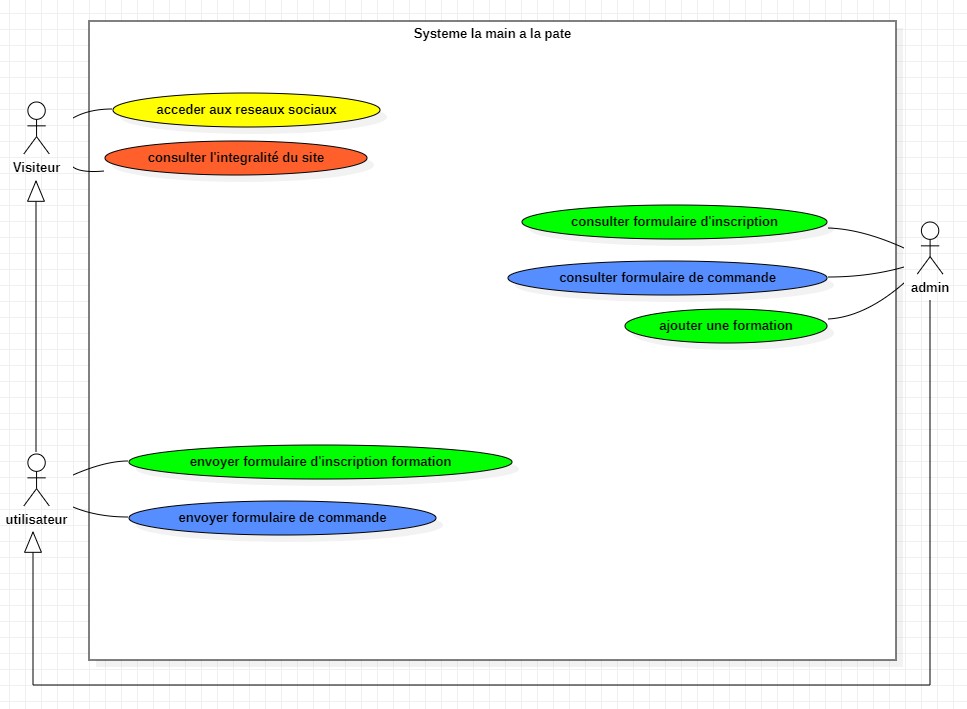 Systeme la main a la pate
acceder aux reseaux sociaux
consulter l'integralité du site
Visiteur
consulter formulaire d'inscription
consulter formulaire de commande
admin
ajouter une formation
envoyer formulaire d'inscription formation
utilisateur
envoyer formulaire de commande